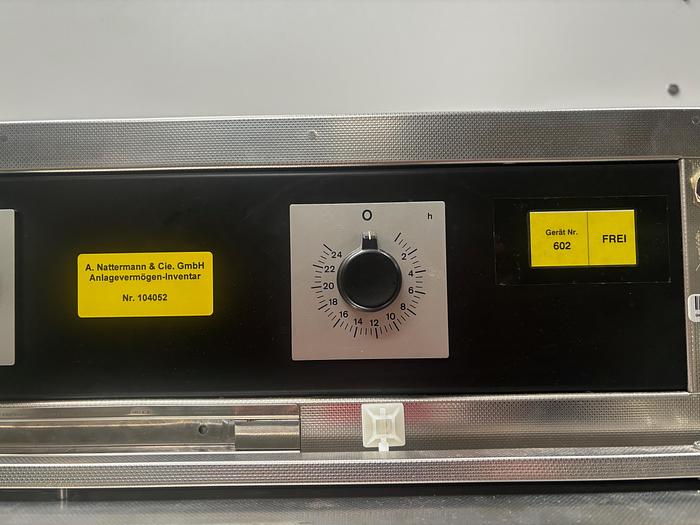 A. Nattermann & Cie. GmbH
Anlagevermögen-Inventar
Nr. 104052
O
h
24
22
20
18
16
14
12
10
8
6
4
2
Gerät Nr.
602
FREI